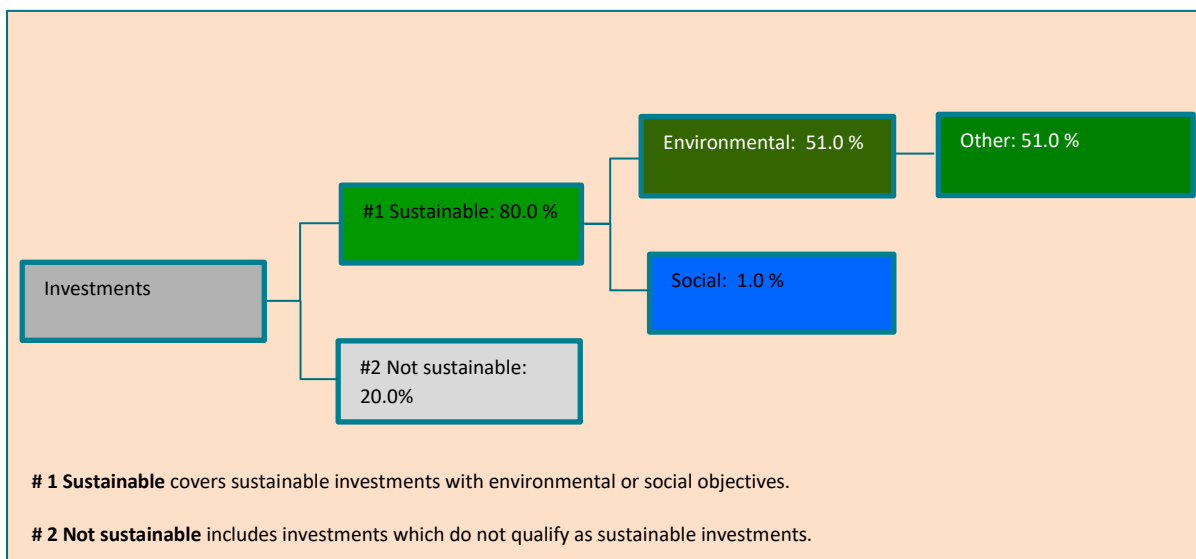 Investments
#1 Sustainable: 80.0 %
#2 Not sustainable:
20.0%
Environmental:  51.0 %
Social:  1.0 %
Other: 51.0 %
# 1 Sustainable covers sustainable investments with environmental or social objectives.
# 2 Not sustainable includes investments which do not qualify as sustainable investments.